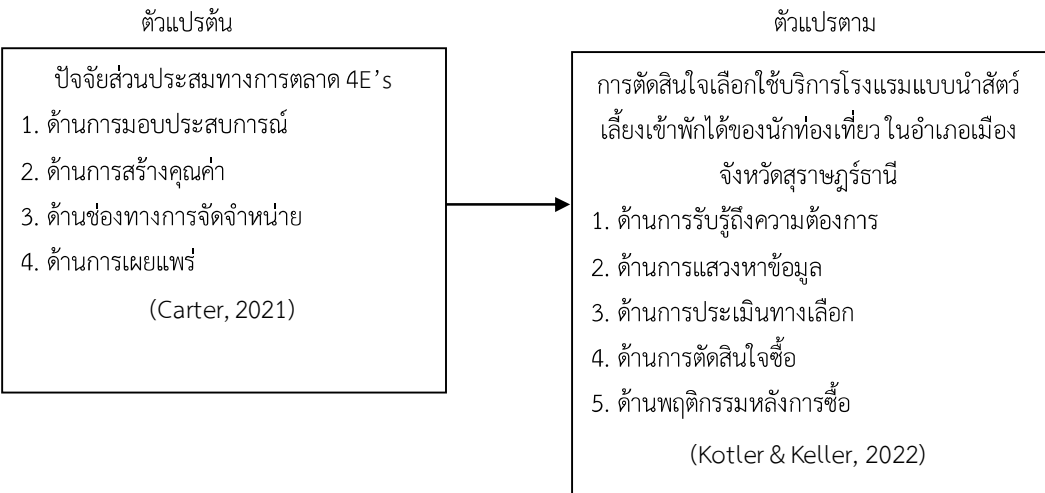 ตัวแปรต้น
ปัจจัยส่วนประสมทางการตลาด 4E's
1. ด้านการมอบประสบการณ์
2. ด้านการสร้างคุณค่า
3. ด้านช่องทางการจัดจำหน่าย
4. ด้านการเผยแพร่
(Carter, 2021)
ตัวแปรตาม
การตัดสินใจเลือกใช้บริการโรงแรมแบบนำสัตว์
เลี้ยงเข้าพักได้ของนักท่องเที่ยว ในอำเภอเมือง
จังหวัดสุราษฎร์ธานี
1. ด้านการรับรู้ถึงความต้องการ
2. ด้านการแสวงหาข้อมูล
3. ด้านการประเมินทางเลือก
4. ด้านการตัดสินใจซื้อ
5. ด้านพฤติกรรมหลังการซื้อ
(Kotler & Keller, 2022)